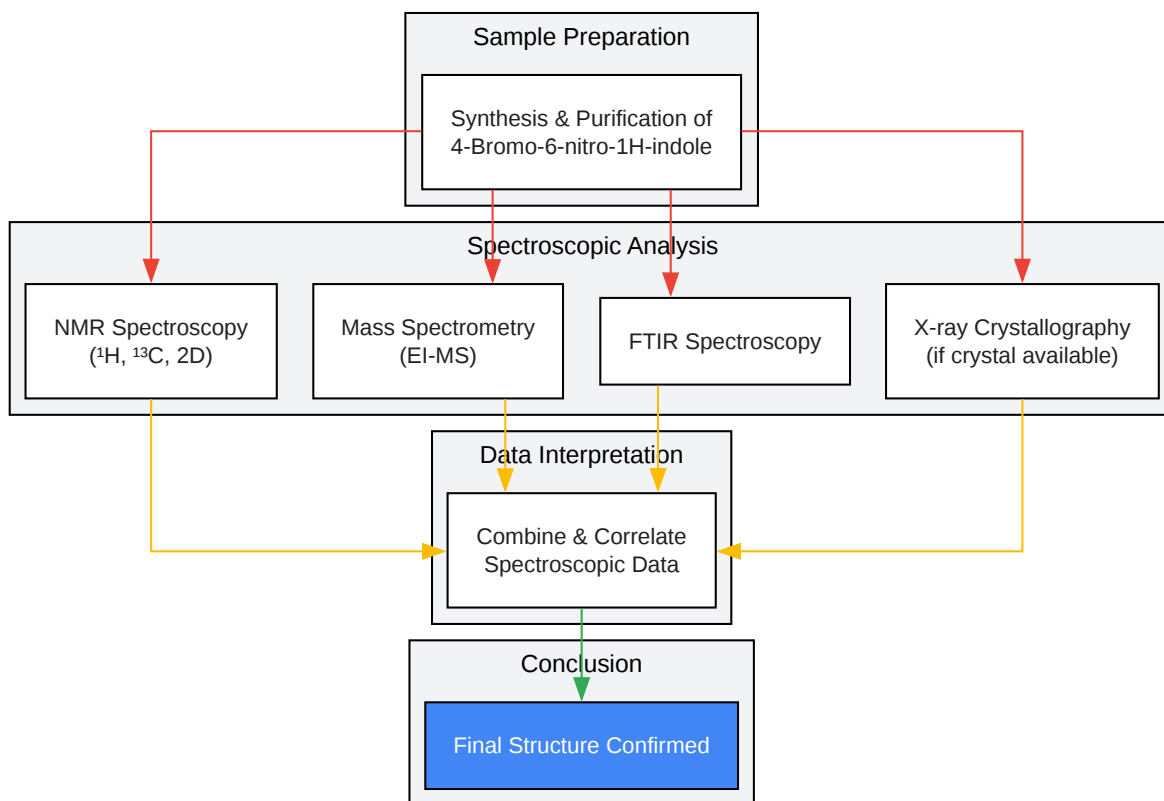 Sample Preparation
Synthesis & Purification of
4-Bromo-6-nitro-1H-indole
Spectroscopic Analysis
NMR Spectroscopy
(¹H, ¹³C, 2D)
Mass Spectrometry
(EI-MS)
FTIR Spectroscopy
X-ray Crystallography
(if crystal available)
Data Interpretation
Combine & Correlate
Spectroscopic Data
Conclusion
Final Structure Confirmed